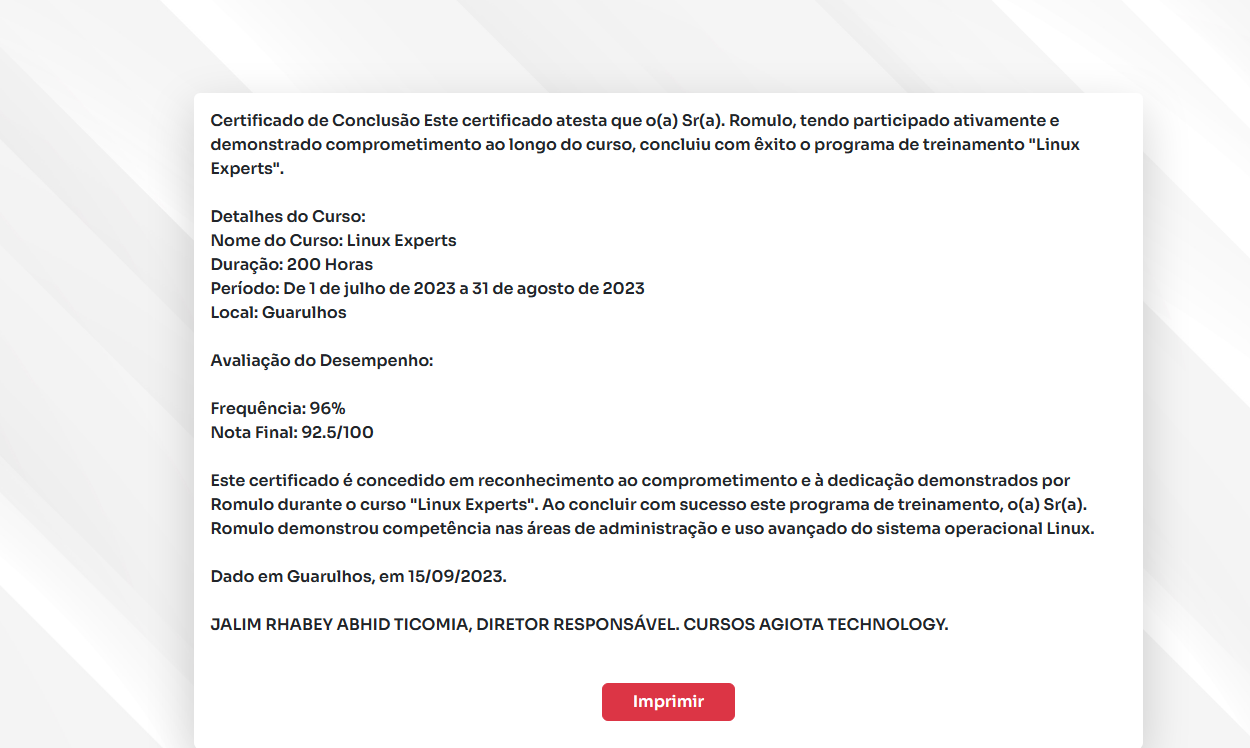 Certificado de Conclusão Este certificado atesta que o(a) Sr(a). Romulo, tendo participado ativamente e
demonstrado comprometimento ao longo do curso, concluiu com êxito o programa de treinamento "Linux
Experts".
Detalhes do Curso:
Nome do Curso: Linux Experts
Duração: 200 Horas
Período: De 1 de julho de 2023 a 31 de agosto de 2023
Local: Guarulhos
Avaliação do Desempenho:
Frequência: 96%
Nota Final: 92.5/100
Este certificado é concedido em reconhecimento ao comprometimento e à dedicação demonstrados por
Romulo durante o curso "Linux Experts". Ao concluir com sucesso este programa de treinamento, o(a) Sr(a).
Romulo demonstrou competência nas áreas de administração e uso avançado do sistema operacional Linux.
Dado em Guarulhos, em 15/09/2023.
JALIM RHABEY ABHID TICOMIA, DIRETOR RESPONSÁVEL. CURSOS AGIOTA TECHNOLOGY.
Imprimir